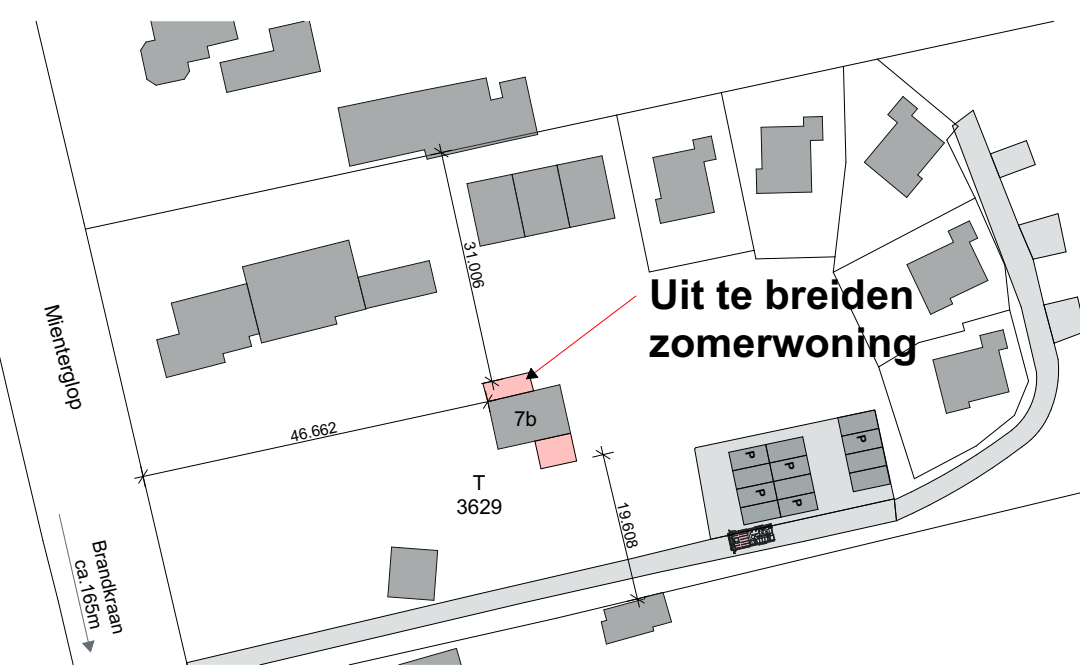 31.006
Uit te breiden
zomerwoning
Mienterglop
7b
46.662
T
3629
P
P
P
P
P
19.608
Brandkraan
ca.165m